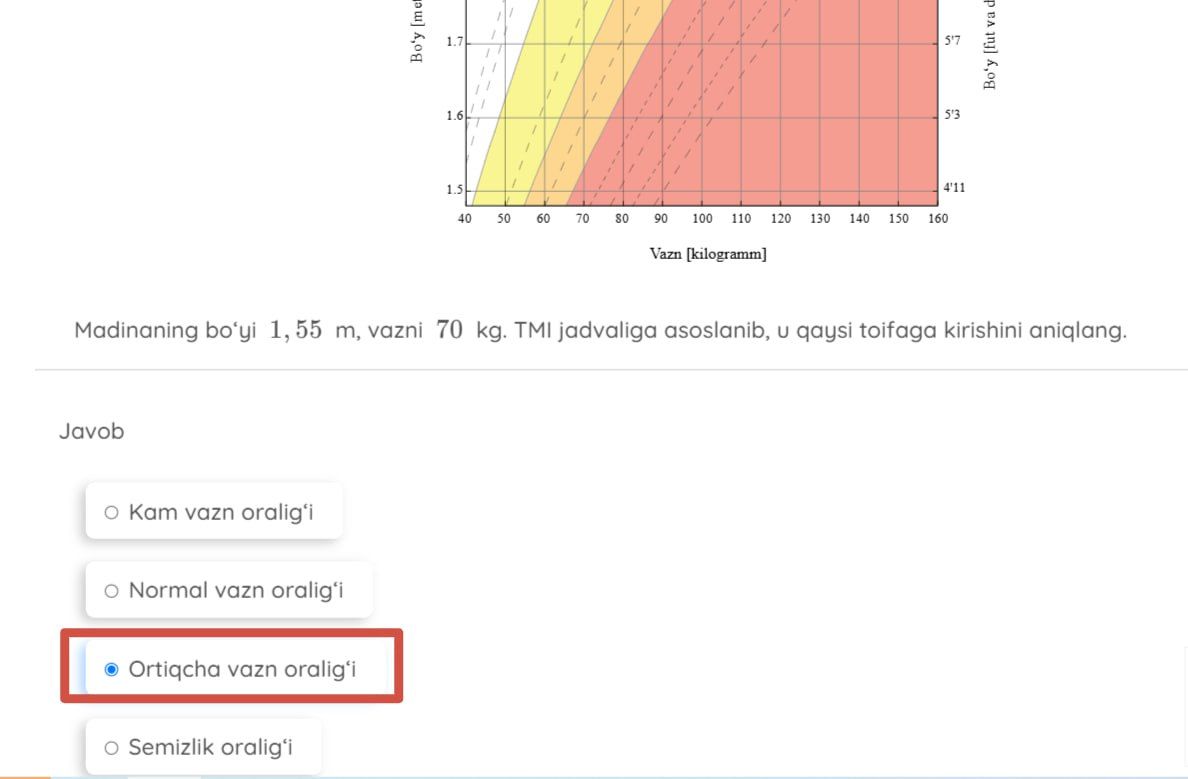 Bo‘y [me
Bo‘y [fut va d
1.7
5'7
1.6
5'3
1.5
4'11
40 50 60 70 80 90 100 110 120 130 140 150 160
Vazn [kilogramm]
Madinaning bo‘yi 1, 55 m, vazni 70 kg. TMI jadvaliga asoslanib, u qaysi toifaga kirishini aniqlang.
Javob
Kam vazn oralig‘i
Normal vazn oralig‘i
Ortiqcha vazn oralig‘i
Semizlik oralig‘i